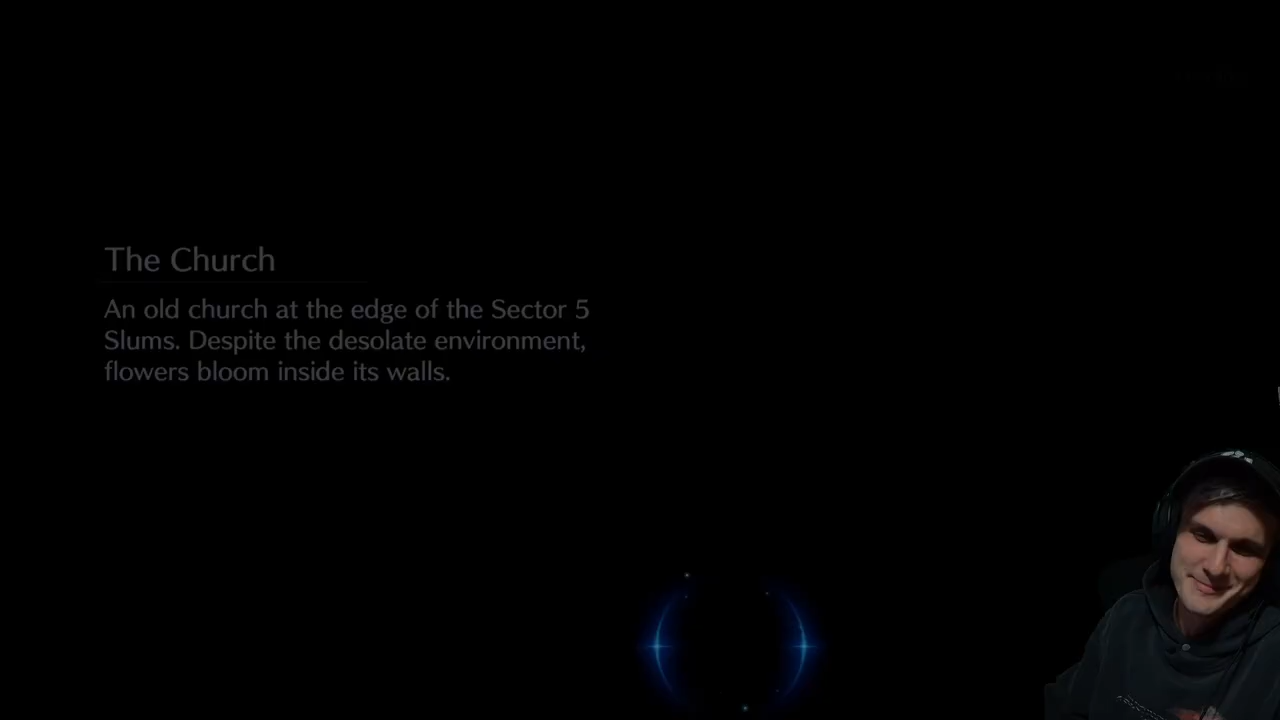 The Church
An old church at the edge of the Sector 5
Slums. Despite the desolate environment,
flowers bloom inside its walls.